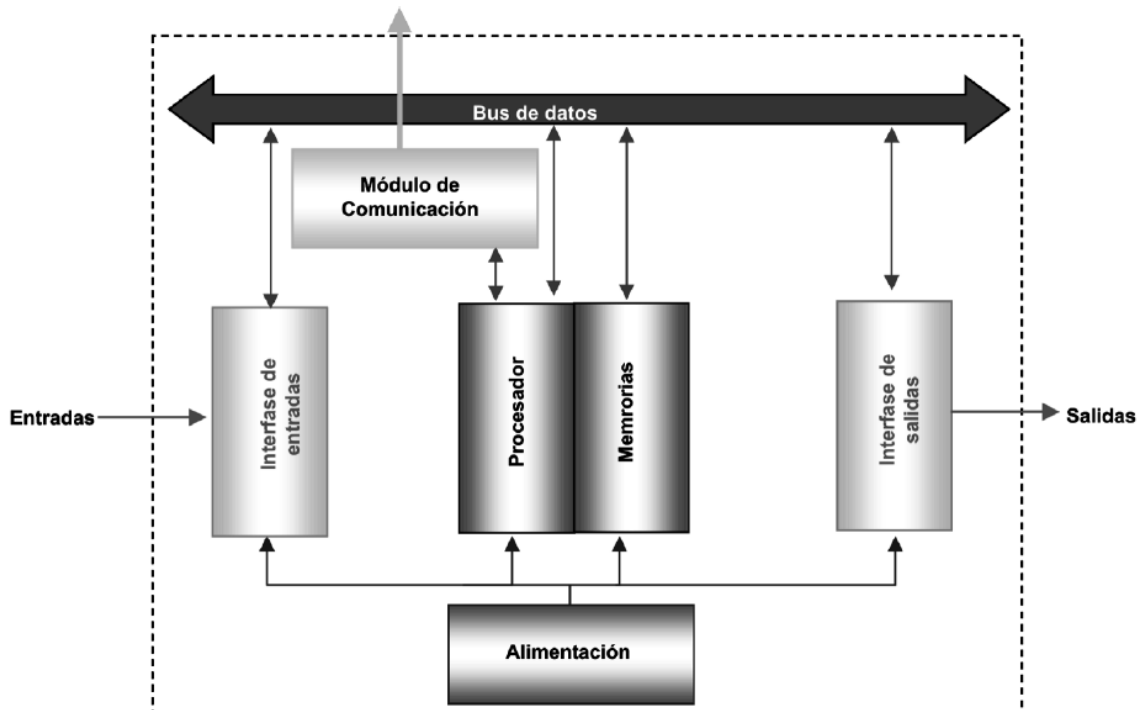 Bus de datos
Módulo de
Comunicación
Entradas
Interfase de
entradas
Procesador
Memrorias
Interfase de
salidas
Salidas
Alimentación